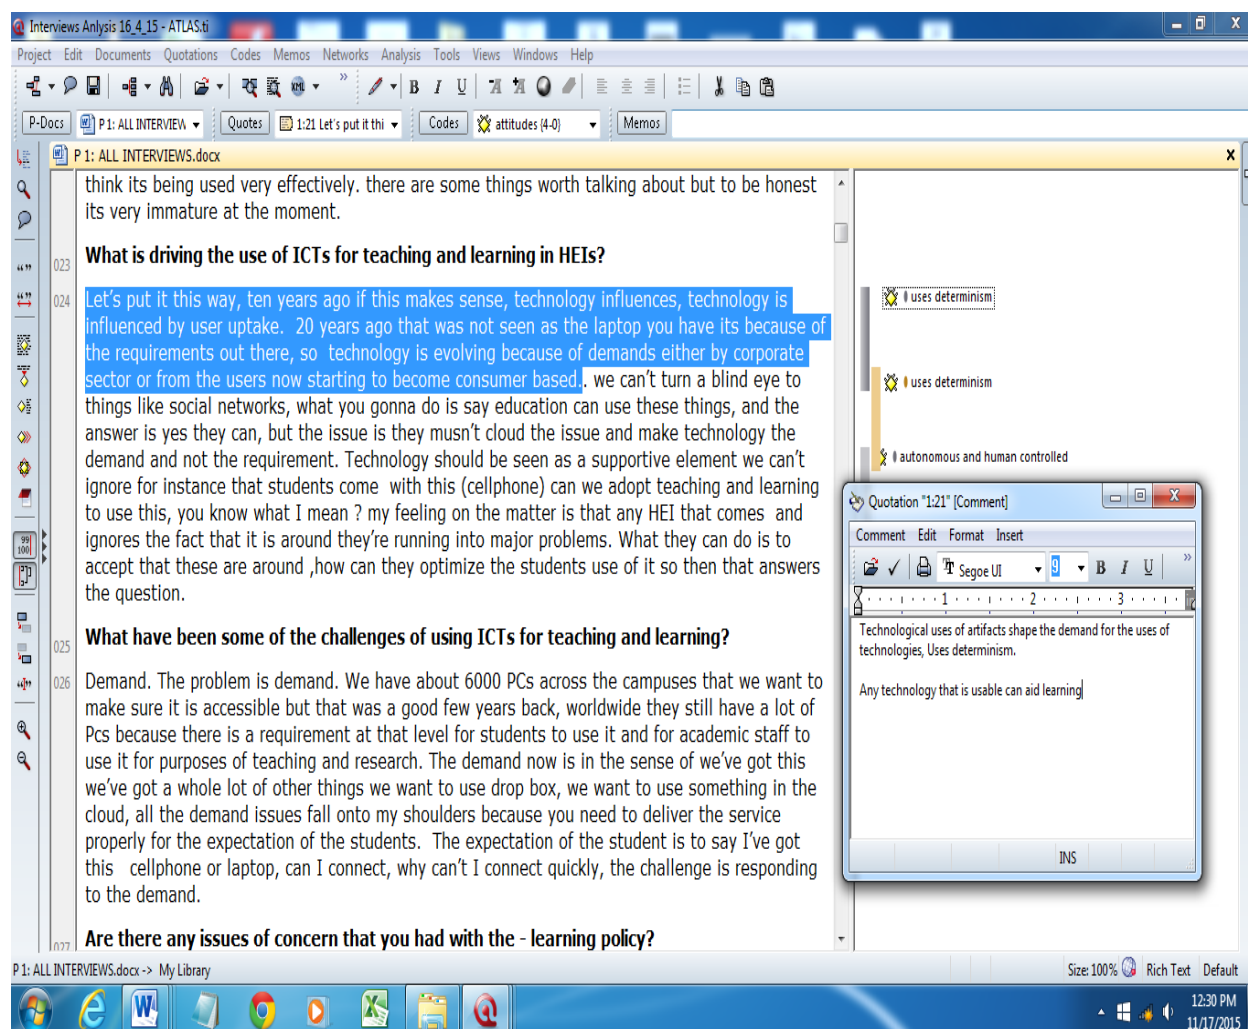 Interviews Anlysis 16_4_15 - ATLAS.ti
Project Edit Documents Quotations Codes Memos Networks Analysis Tools Views Windows Help
B I U
P-Docs P 1: ALL INTERVIEW Quotes 1:21 Let's put it thi Codes attitudes {4-0} Memos
P 1: ALL INTERVIEWS.docx
think its being used very effectively. there are some things worth talking about but to be honest
its very immature at the moment.
023 What is driving the use of ICTs for teaching and learning in HEIs?
024 Let's put it this way, ten years ago if this makes sense, technology influences, technology is
influenced by user uptake. 20 years ago that was not seen as the laptop you have its because of
the requirements out there, so technology is evolving because of demands either by corporate
sector or from the users now starting to become consumer based.. we can't turn a blind eye to
things like social networks, what you gonna do is say education can use these things, and the
answer is yes they can, but the issue is they musn't cloud the issue and make technology the
demand and not the requirement. Technology should be seen as a supportive element we can't
ignore for instance that students come with this (cellphone) can we adopt teaching and learning
to use this, you know what I mean ? my feeling on the matter is that any HEI that comes and
ignores the fact that it is around they're running into major problems. What they can do is to
accept that these are around ,how can they optimize the students use of it so then that answers
the question.
025 What have been some of the challenges of using ICTs for teaching and learning?
026 Demand. The problem is demand. We have about 6000 PCs across the campuses that we want to
make sure it is accessible but that was a good few years back, worldwide they still have a lot of
Pcs because there is a requirement at that level for students to use it and for academic staff to
use it for purposes of teaching and research. The demand now is in the sense of we've got this
we've got a whole lot of other things we want to use drop box, we want to use something in the
cloud, all the demand issues fall onto my shoulders because you need to deliver the service
properly for the expectation of the students. The expectation of the student is to say I've got
this cellphone or laptop, can I connect, why can't I connect quickly, the challenge is responding
to the demand.
027 Are there any issues of concern that you had with the - learning policy?
uses determinism
uses determinism
autonomous and human controlled
Quotation "1:21" [Comment]
Comment Edit Format Insert
Segoe UI 9 B I U
1 2 3
Technological uses of artifacts shape the demand for the uses of
technologies, Uses determinism.
Any technology that is usable can aid learning
INS
P 1: ALL INTERVIEWS.docx -> My Library Size: 100% Rich Text Default
12:30 PM
11/17/2015